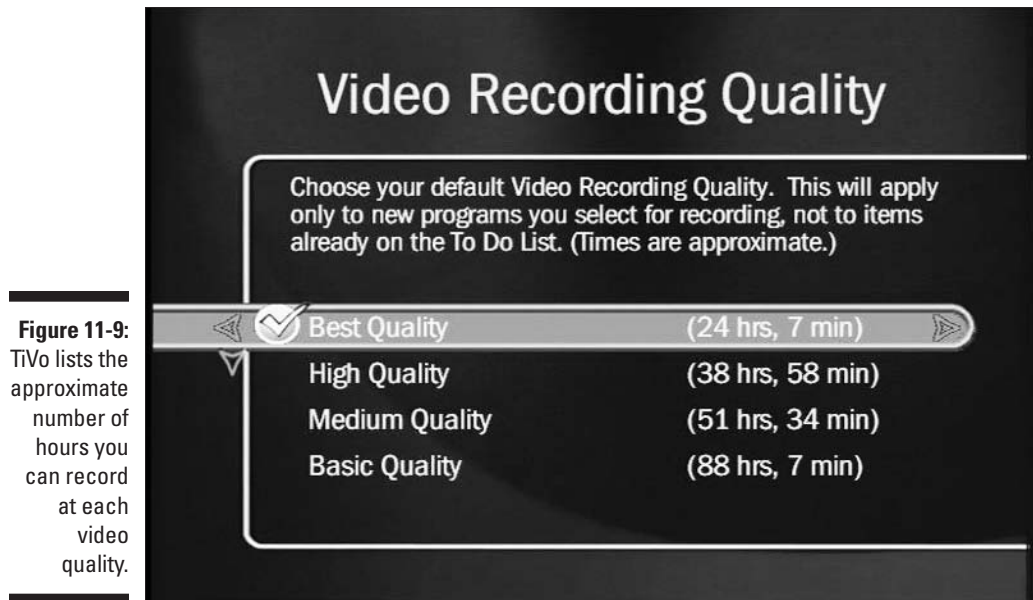 Video Recording Quality
Choose your default Video Recording Quality. This will apply
only to new programs you select for recording, not to items
already on the To Do List. (Times are approximate.)
Best Quality (24 hrs, 7 min)
High Quality (38 hrs, 58 min)
Medium Quality (51 hrs, 34 min)
Basic Quality (88 hrs, 7 min)
Figure 11-9:
TiVo lists the
approximate
number of
hours you
can record
at each
video
quality.